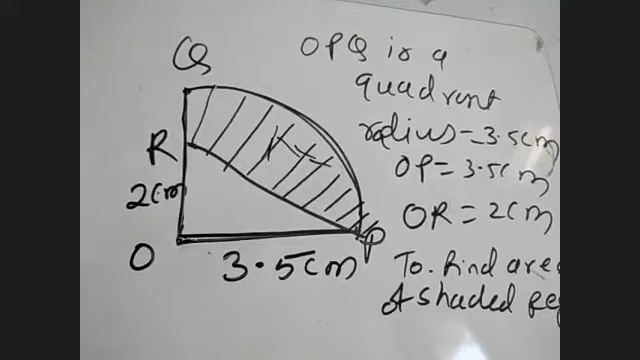 OPQ is a
quadrant
radius = 3.5cm
OP = 3.5cm
OR = 2cm
To find are
of shaded reg
Q
R
2cm
O
3.5cm
P